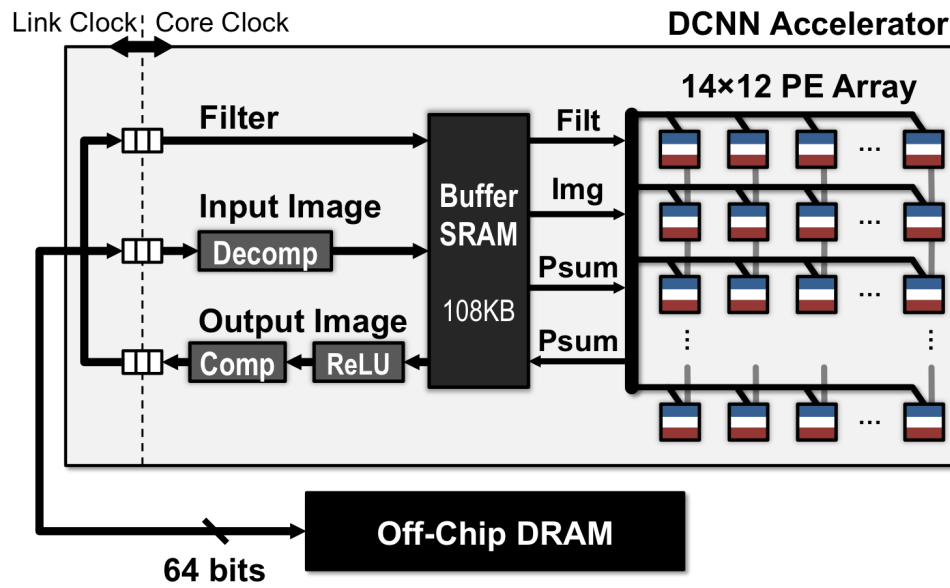 Link Clock
Core Clock
DCNN Accelerator
14×12 PE Array
Filter
Filt
Input Image
Img
Decomp
Buffer
SRAM
108KB
Psum
Output Image
Psum
Comp
ReLU
...
...
...
...
...
...
Off-Chip DRAM
64 bits